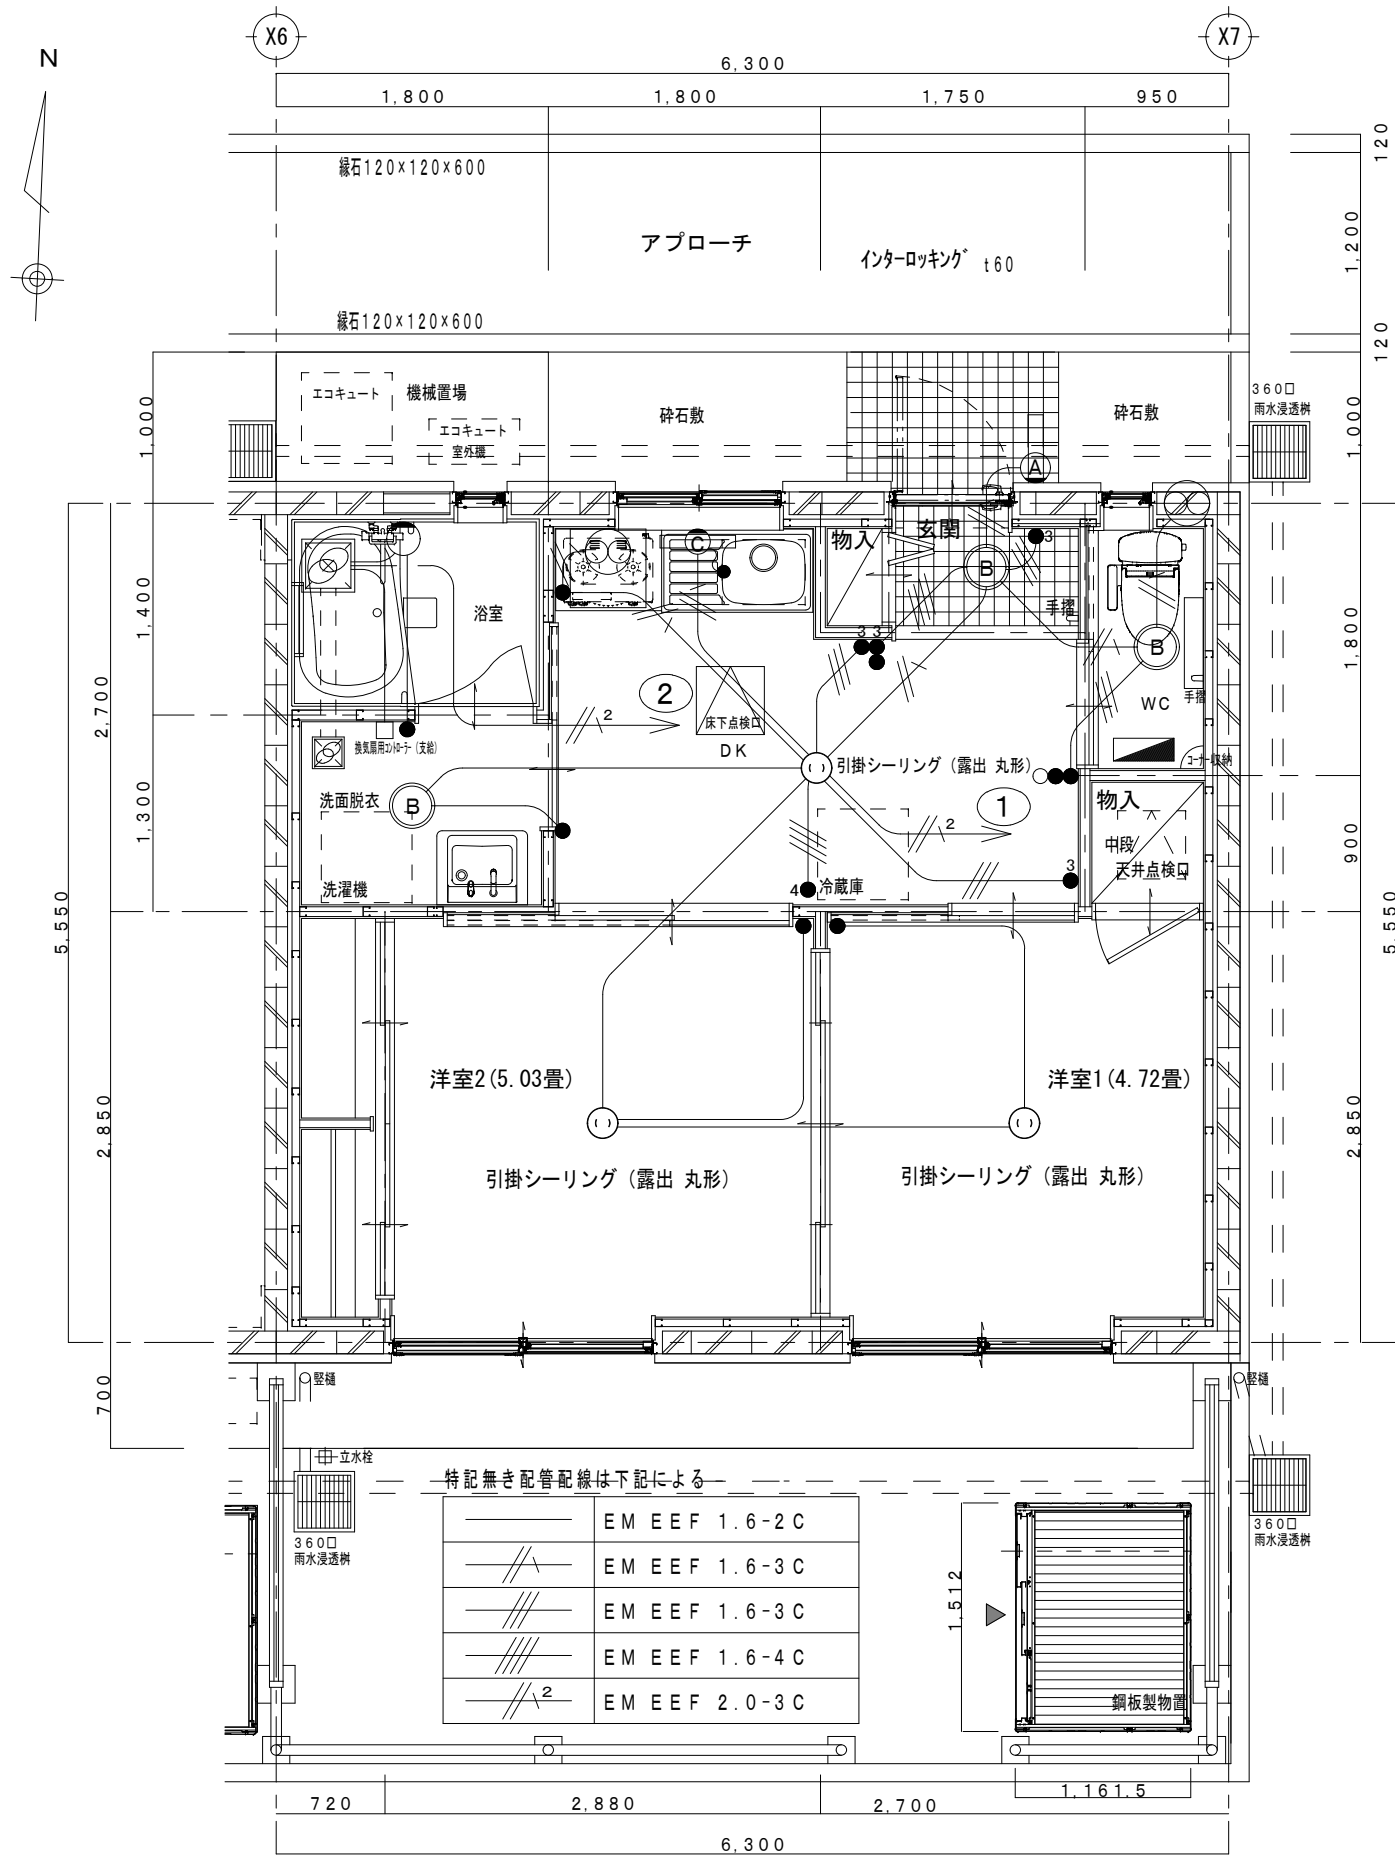 X6
X7
N
6,300
1,800
1,800
1,750
950
120
縁石120×120×600
1,200
アプローチ
インターロッキング t60
縁石120×120×600
120
エコキュート
機械置場
エコキュート
室外機
砕石敷
砕石敷
360口
雨水浸透桝
1,000
1,000
A
玄関
物入
3
C
B
浴室
手摺
1,400
1,800
3 3
B
2
手摺
WC
2,700
床下点検口
2
DK
換気扇用コントローラー(支給)
コーナー収納
引掛シーリング(露出 丸形)
洗面脱衣
B
1
物入
1,300
2
中段
天井点検口
900
3
洗濯機
4
冷蔵庫
5,550
5,550
洋室2(5.03畳)
洋室1(4.72畳)
2,850
2,850
引掛シーリング(露出 丸形)
引掛シーリング(露出 丸形)
竪樋
竪樋
700
立水栓
特記無き配管配線は下記による
EM EEF 1.6-2C
EM EEF 1.6-3C
EM EEF 1.6-3C
EM EEF 1.6-4C
2
EM EEF 2.0-3C
360口
雨水浸透桝
360口
雨水浸透桝
1,512
鋼板製物置
1,161.5
720
2,880
2,700
6,300